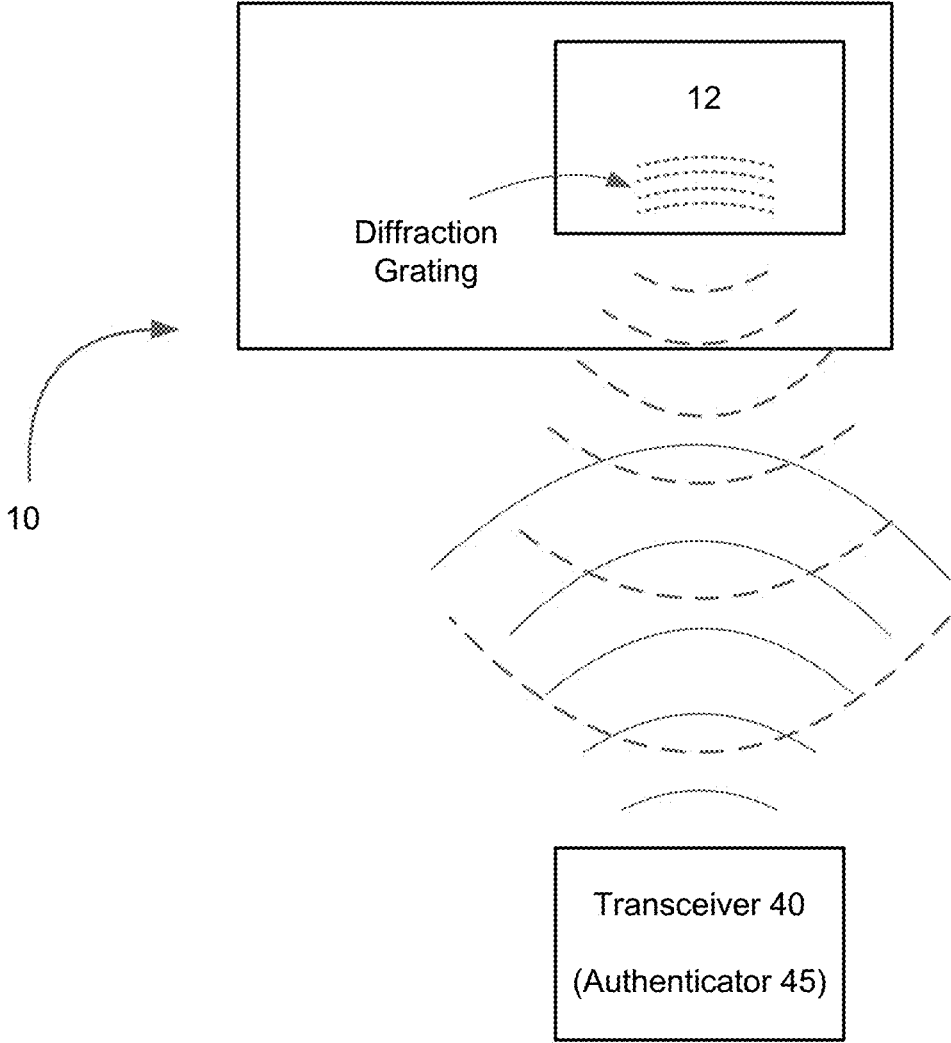 12
Diffraction
Grating
10
Transceiver 40
(Authenticator 45)